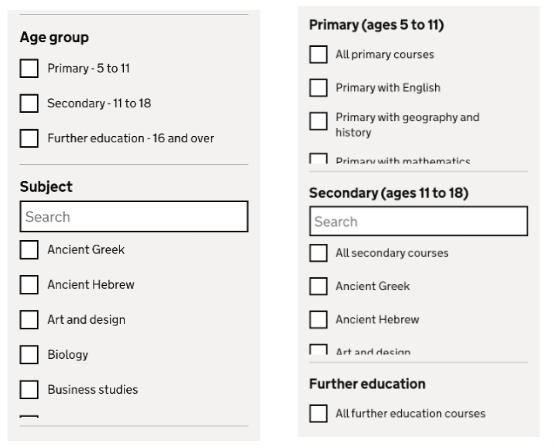 Age group
Primary - 5 to 11
Secondary - 11 to 18
Further education - 16 and over
Subject
Search
Ancient Greek
Ancient Hebrew
Art and design
Biology
Business studies
Primary (ages 5 to 11)
All primary courses
Primary with English
Primary with geography and
history
Primary with mathematics
Secondary (ages 11 to 18)
Search
All secondary courses
Ancient Greek
Ancient Hebrew
Art and design
Further education
All further education courses